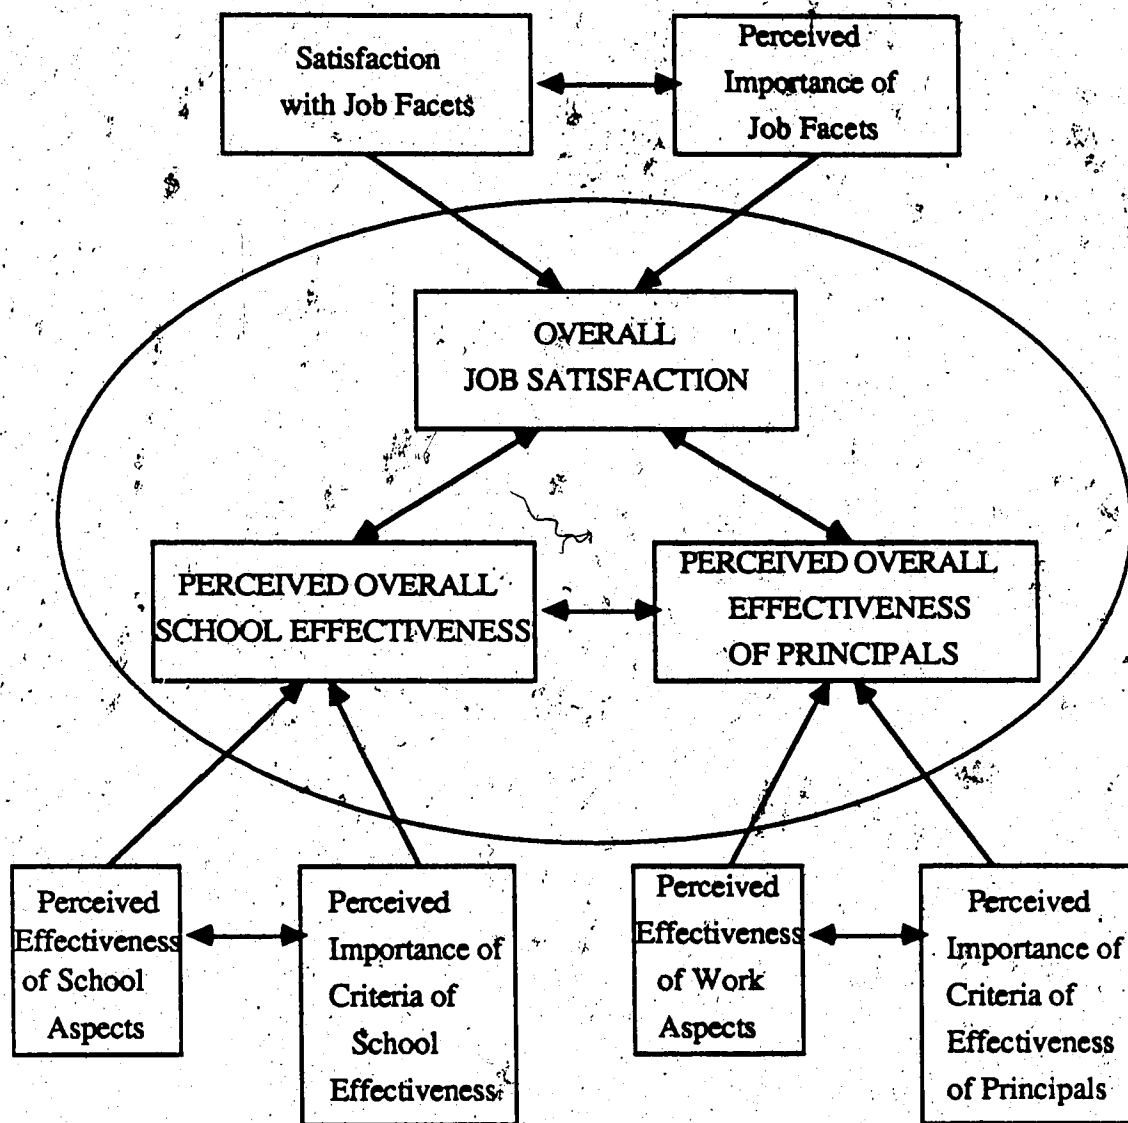 Satisfaction
with Job Facets
Perceived
Importance of
Job Facets
OVERALL
JOB SATISFACTION
PERCEIVED OVERALL
SCHOOL EFFECTIVENESS
PERCEIVED OVERALL
EFFECTIVENESS
OF PRINCIPALS
Perceived
Effectiveness
of School
Aspects
Perceived
Importance of
Criteria of
School
Effectiveness
Perceived
Effectiveness
of Work
Aspects
Perceived
Importance of
Criteria of
Effectiveness
of Principals